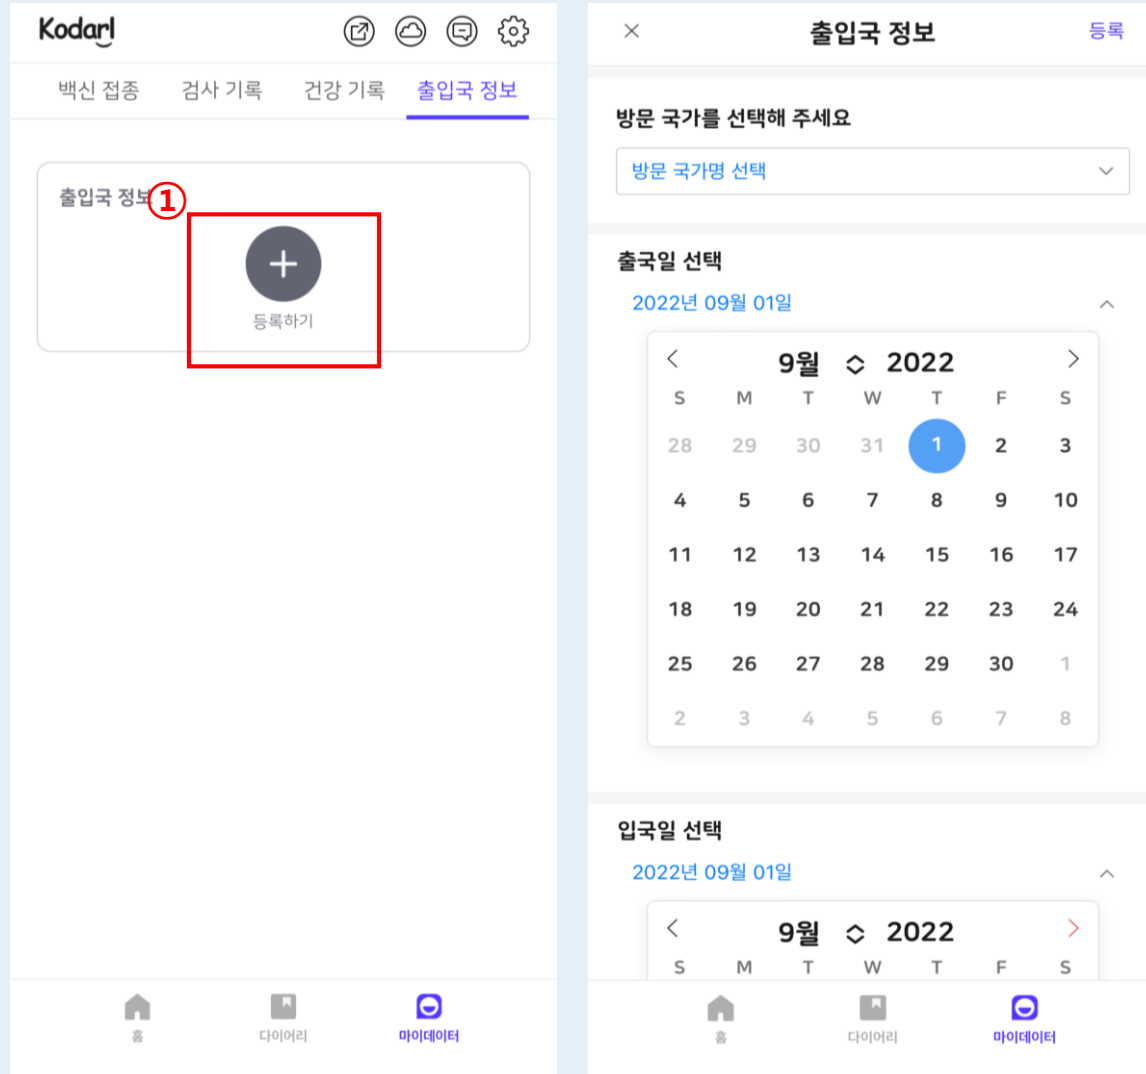 Kodarl
백신 접종 검사 기록 건강 기록 출입국 정보
출입국 정보
①
등록하기
홈 다이어리 마이데이터
출입국 정보 등록
방문 국가를 선택해 주세요
방문 국가명 선택
출국일 선택
2022년 09월 01일
9월 2022
S M T W T F S
28 29 30 31 1 2 3
4 5 6 7 8 9 10
11 12 13 14 15 16 17
18 19 20 21 22 23 24
25 26 27 28 29 30 1
2 3 4 5 6 7 8
입국일 선택
2022년 09월 01일
9월 2022
S M T W T F S
홈 다이어리 마이데이터